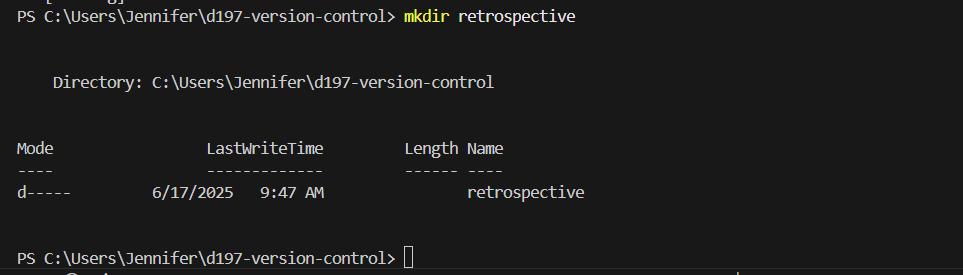 PS C:\Users\Jennifer\d197-version-control> mkdir retrospective
Directory: C:\Users\Jennifer\d197-version-control
Mode LastWriteTime Length Name
---- ------------- ------ ----
d----- 6/17/2025 9:47 AM retrospective
PS C:\Users\Jennifer\d197-version-control>